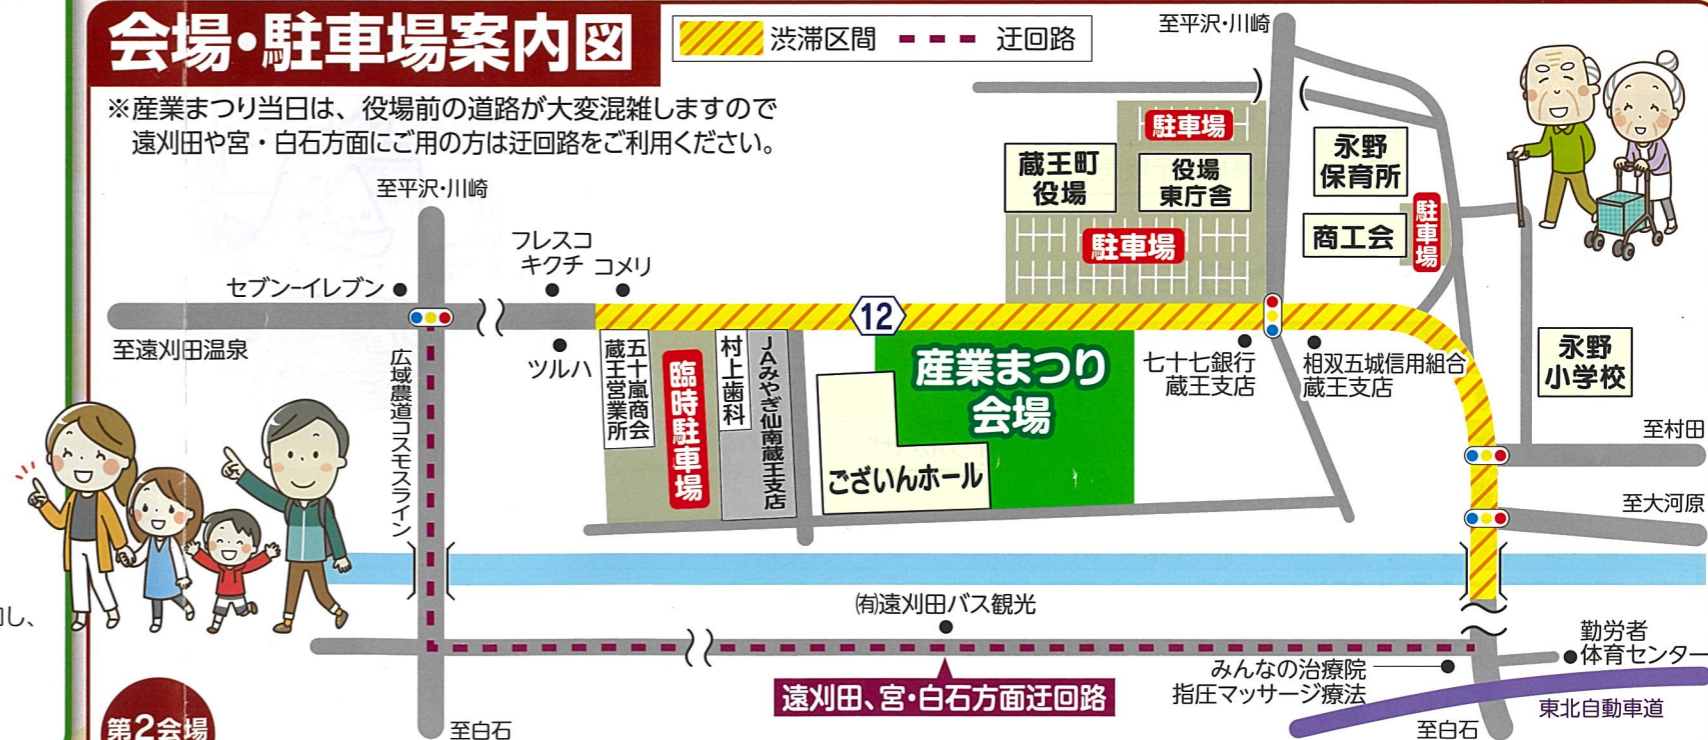 会場・駐車場案内図
渋滞区間
迂回路
※産業まつり当日は、役場前の道路が大変混雑しますので
遠刈田や宮・白石方面にご用の方は迂回路をご利用ください。
至平沢・川崎
至平沢・川崎
駐車場
蔵王町
役場
役場
東庁舎
永野
保育所
商工会
駐車場
駐車場
フレスコ
キクチ
コメリ
セブン-イレブン
12
至遠刈田温泉
ツルハ
広域農道コスモスライン
五十嵐商会
蔵王営業所
臨時駐車場
村上歯科
JAみやぎ仙南蔵王支店
産業まつり
会場
ございんホール
七十七銀行
蔵王支店
相双五城信用組合
蔵王支店
永野
小学校
至村田
至大河原
し、
㈲遠刈田バス観光
遠刈田、宮・白石方面迂回路
みんなの治療院
指圧マッサージ療法
勤労者
体育センター
東北自動車道
第2会場
至白石
至白石